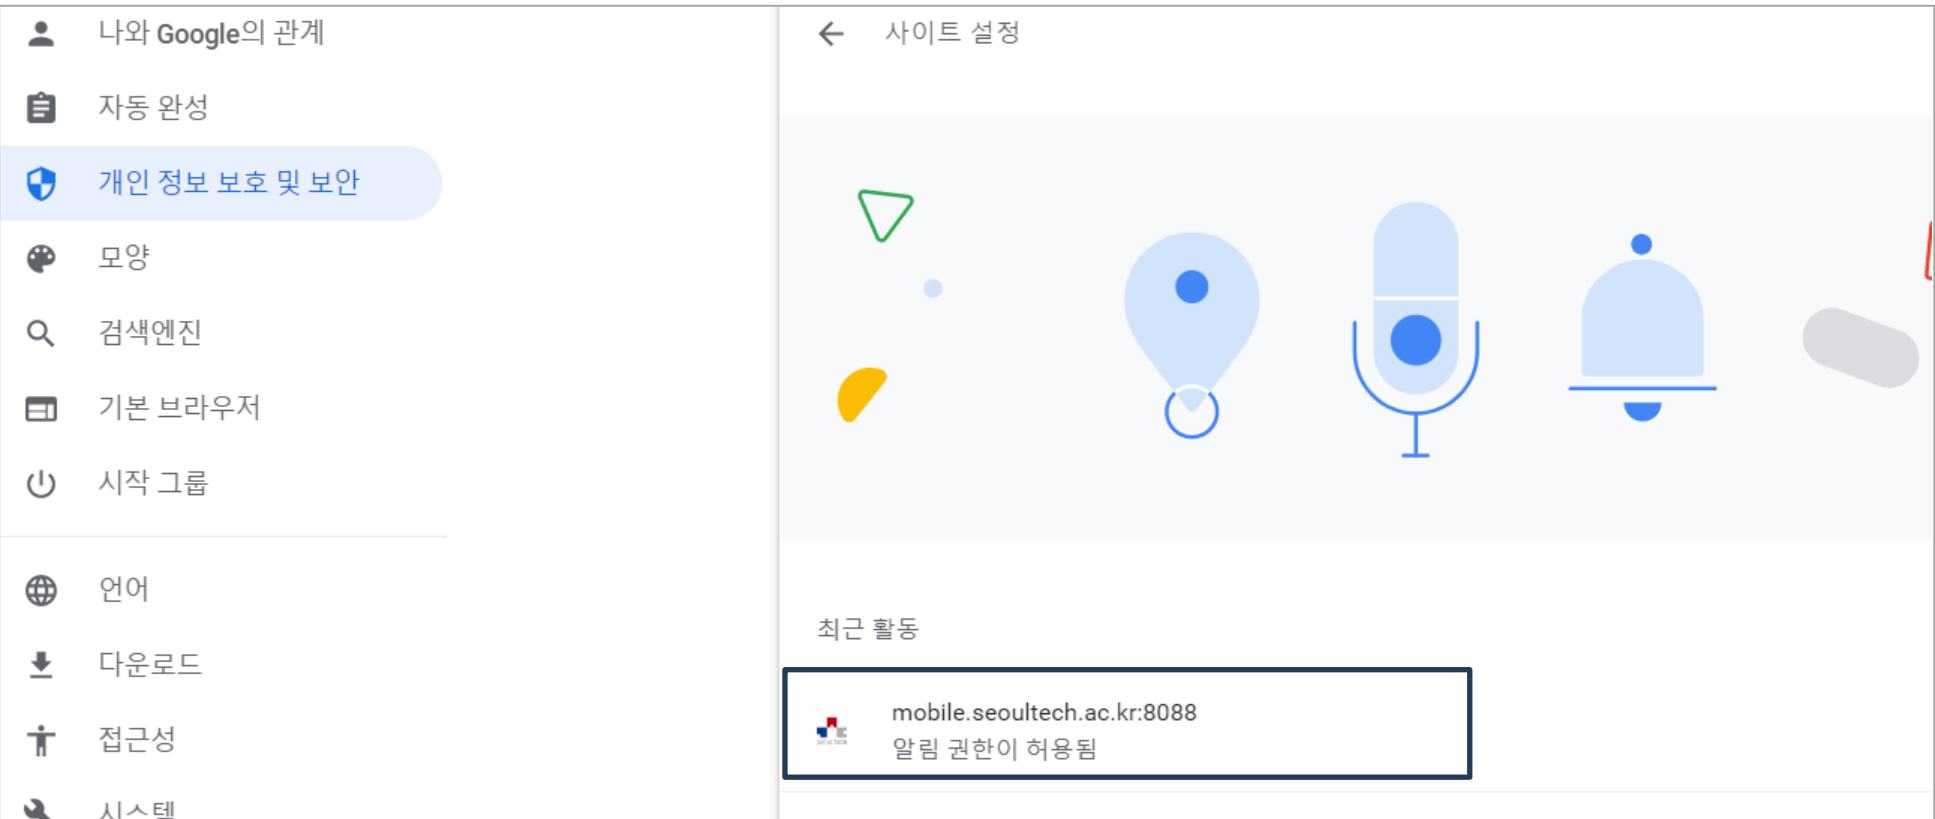 나와 Google의 관계
자동 완성
개인 정보 보호 및 보안
모양
검색엔진
기본 브라우저
시작 그룹
언어
다운로드
접근성
시스템
사이트 설정
최근 활동
mobile.seoultech.ac.kr:8088
알림 권한이 허용됨